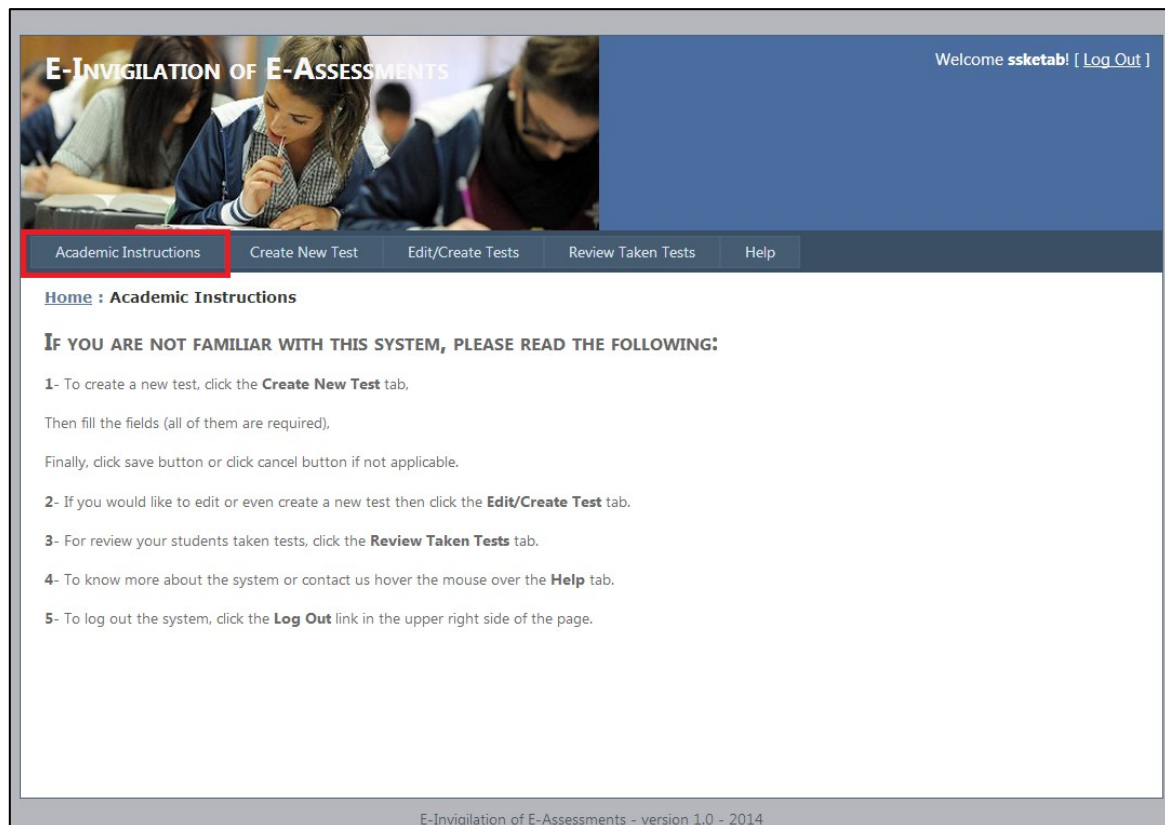 E-Invigilation of E-Assessments
Welcome ssketab! [ Log Out ]
Academic Instructions Create New Test Edit/Create Tests Review Taken Tests Help
Home : Academic Instructions
If you are not familiar with this system, please read the following:
1- To create a new test, click the Create New Test tab,
Then fill the fields (all of them are required),
Finally, click save button or click cancel button if not applicable.
2- If you would like to edit or even create a new test then click the Edit/Create Test tab.
3- For review your students taken tests, click the Review Taken Tests tab.
4- To know more about the system or contact us hover the mouse over the Help tab.
5- To log out the system, click the Log Out link in the upper right side of the page.
E-Invigilation of E-Assessments - version 1.0 - 2014